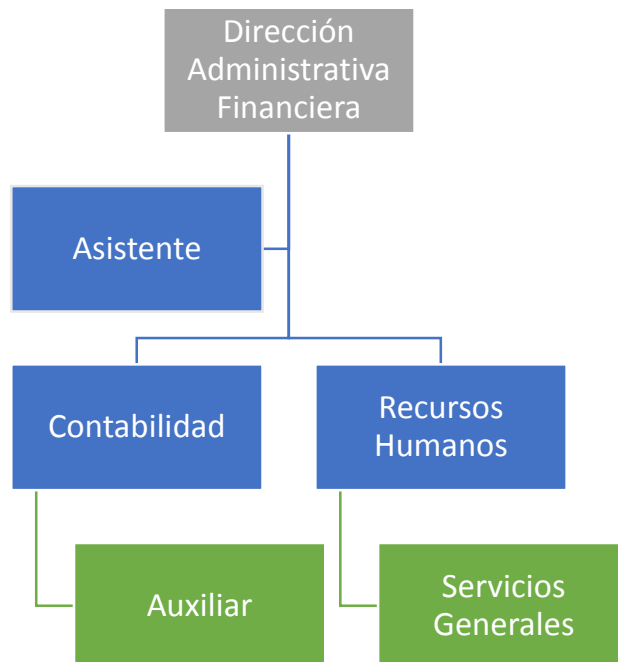 Dirección
Administrativa
Financiera
Asistente
Contabilidad
Recursos
Humanos
Auxiliar
Servicios
Generales